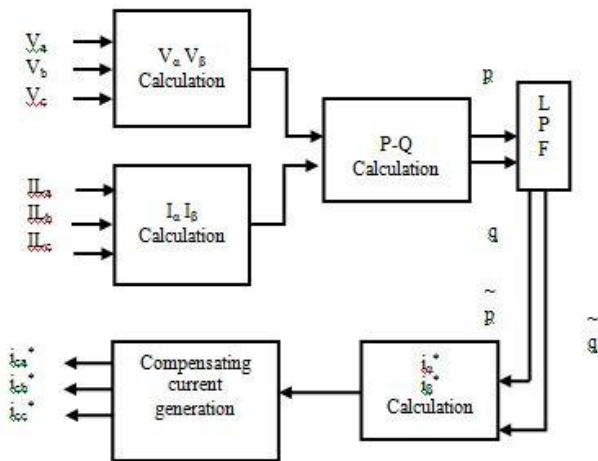 Va
Vb
Vc
Vα Vβ
Calculation
ILa
ILb
ILc
Iα Iβ
Calculation
P-Q
Calculation
p
q
L
P
F
~
p
~
q
iα*
iβ*
Calculation
Compensating
current
generation
ica*
icb*
icc*